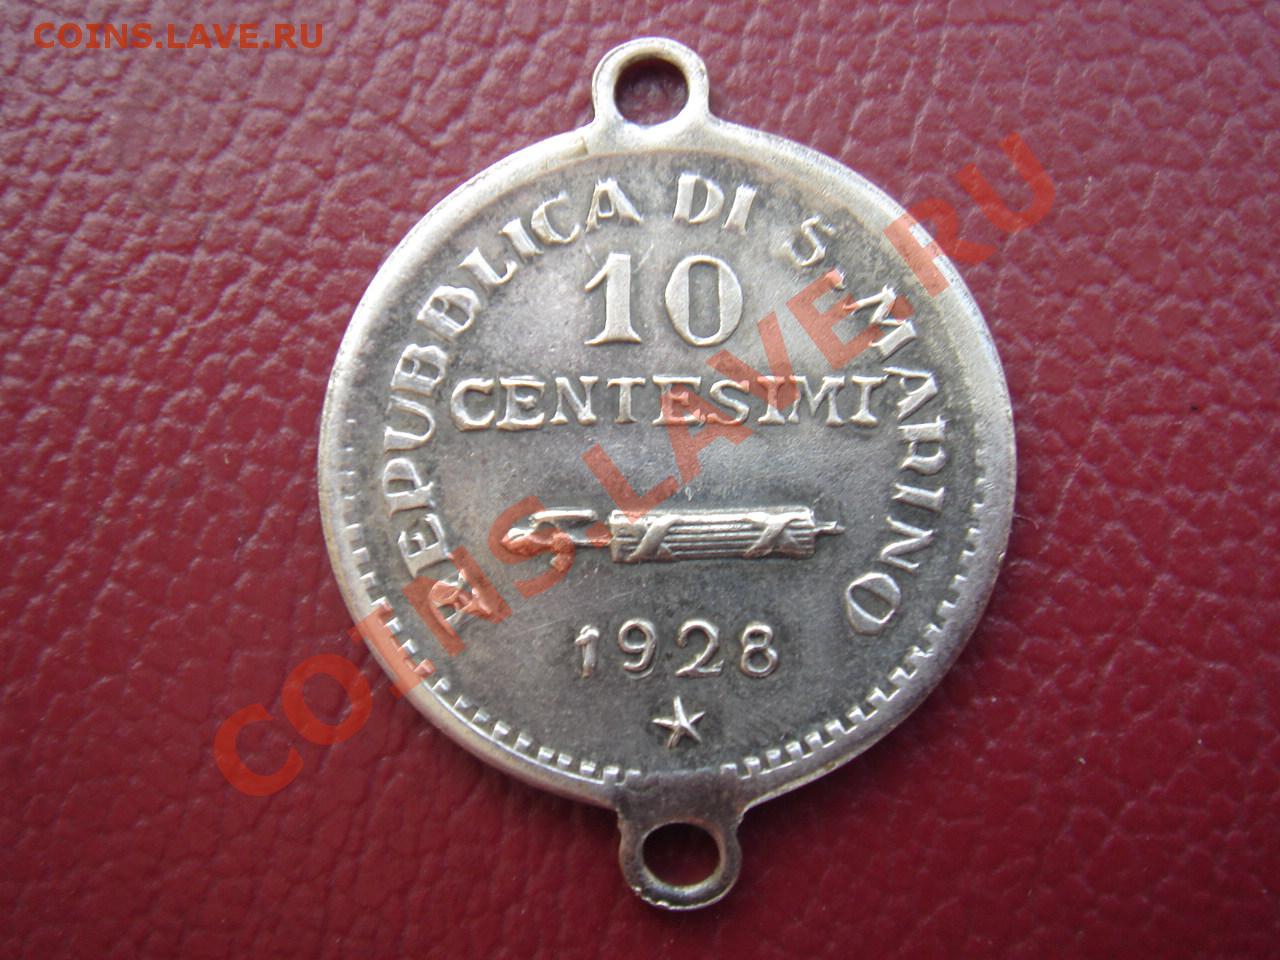 COINS.LAVE.RU
REPUBBLICA DI S. MARINO
10
CENTESIMI
1928
COINS.LAVE.RU